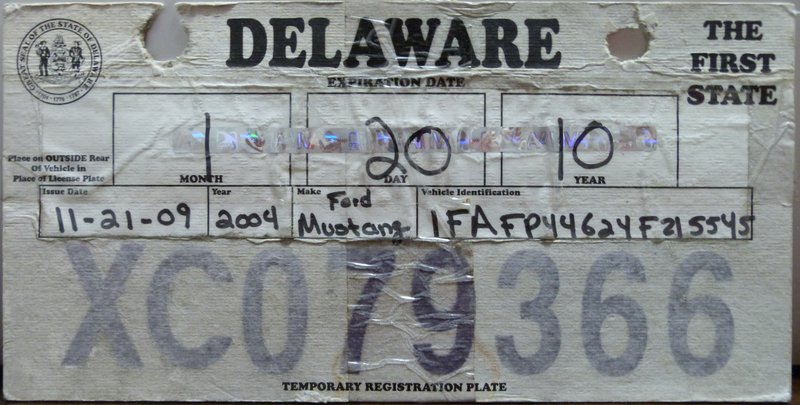 DELAWARE
THE
FIRST
STATE
EXPIRATION DATE
1 20 10
MONTH DAY YEAR
Place on OUTSIDE Rear
Of Vehicle in
Place of License Plate
Issue Date Year Make Vehicle Identification
11-21-09 2004 Ford Mustang 1FAFP44624F215545
XC079366
TEMPORARY REGISTRATION PLATE